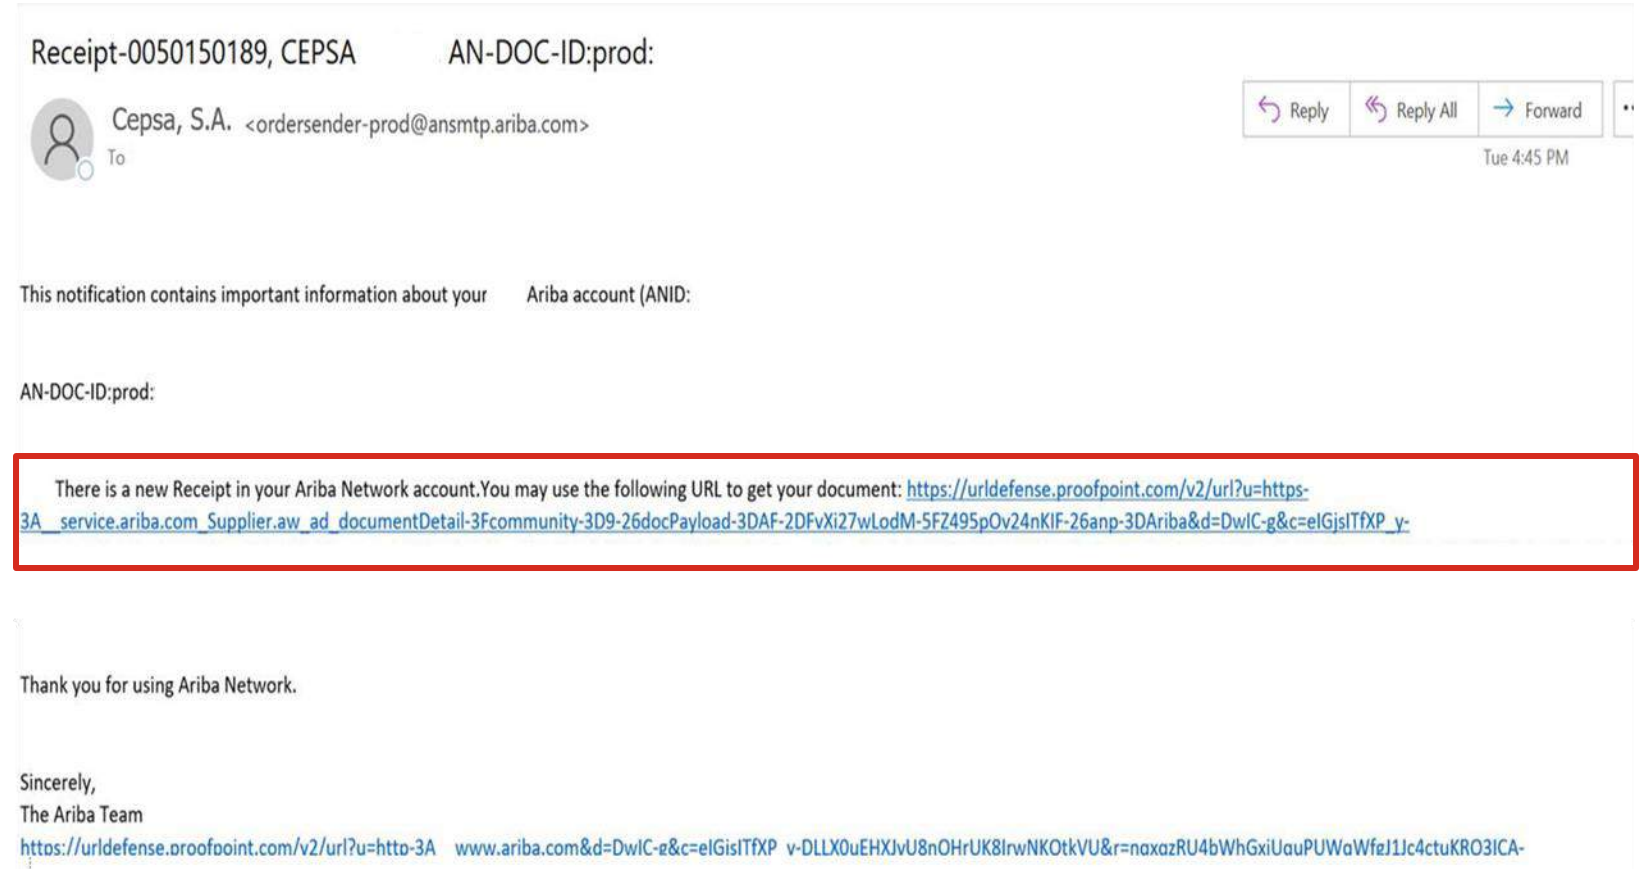 Receipt-0050150189, CEPSA AN-DOC-ID:prod:
Cepsa, S.A. <ordersender-prod@ansmtp.ariba.com>
To
Reply Reply All Forward
Tue 4:45 PM
This notification contains important information about your Ariba account (ANID:
AN-DOC-ID:prod:
There is a new Receipt in your Ariba Network account.You may use the following URL to get your document: https://urldefense.proofpoint.com/v2/url?u=https-
3A__service.ariba.com_Supplier.aw_ad_documentDetail-3Fcommunity-3D9-26docPayload-3DAF-2DFvXi27wLodM-5FZ495pOv24nKIF-26anp-3DAriba&d=DwIC-g&c=eIGjsITfXP_y-
Thank you for using Ariba Network.
Sincerely,
The Ariba Team
https://urldefense.proofpoint.com/v2/url?u=http-3A__www.ariba.com&d=DwIC-g&c=eIGjsITfXP_y-DLLX0uEHXJvU8nOHrUK8IrwNKOtkVU&r=nqxqzRU4bWhGxiUquPUWqWfgJ1Jc4ctuKRO3ICA-